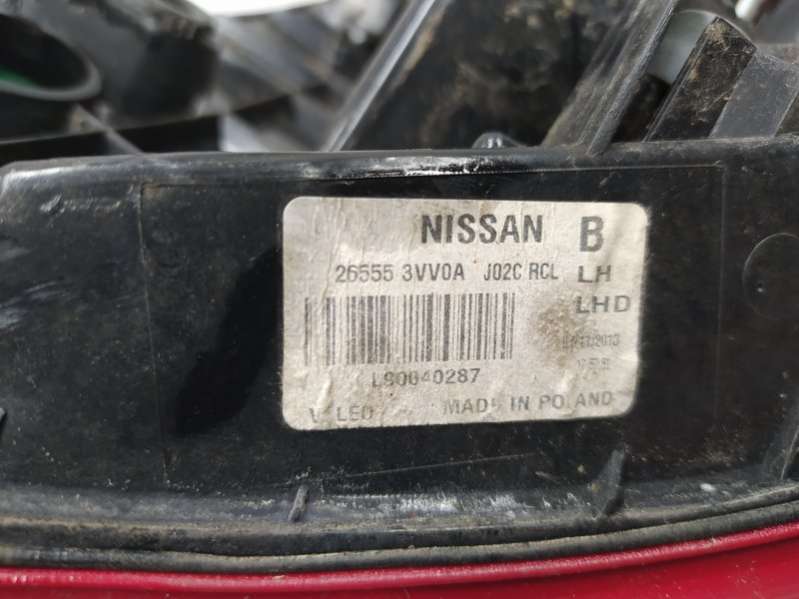 NISSAN B
26555 3VV0A J02C RCL LH
LHD
L90040287
MADE IN POLAND